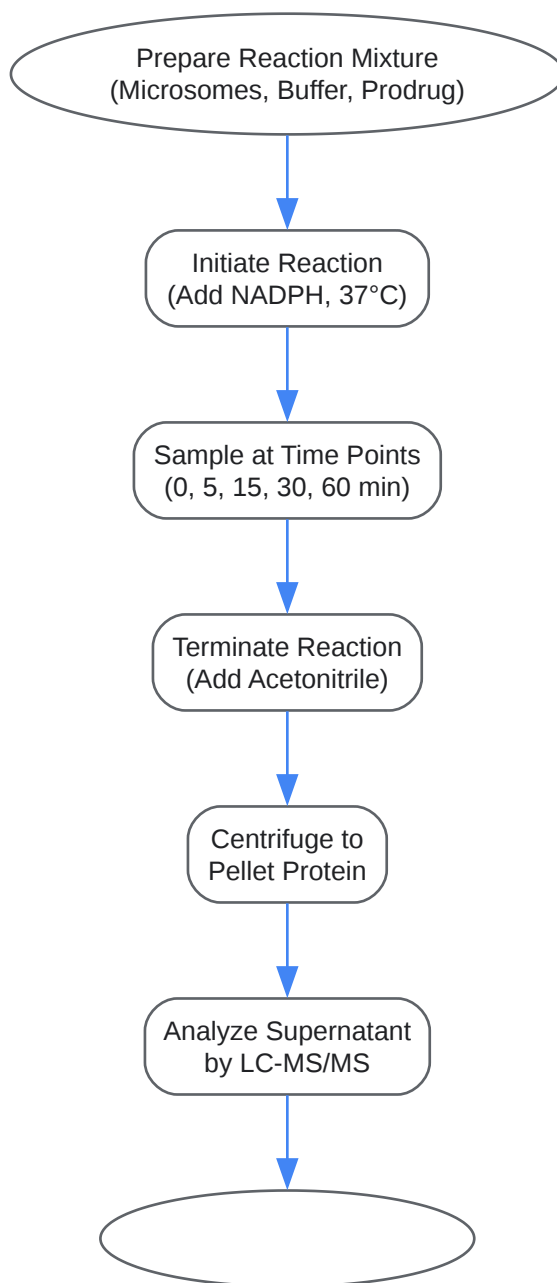 Prepare Reaction Mixture
(Microsomes, Buffer, Prodrug)
Initiate Reaction
(Add NADPH, 37°C)
Sample at Time Points
(0, 5, 15, 30, 60 min)
Terminate Reaction
(Add Acetonitrile)
Centrifuge to
Pellet Protein
Analyze Supernatant
by LC-MS/MS